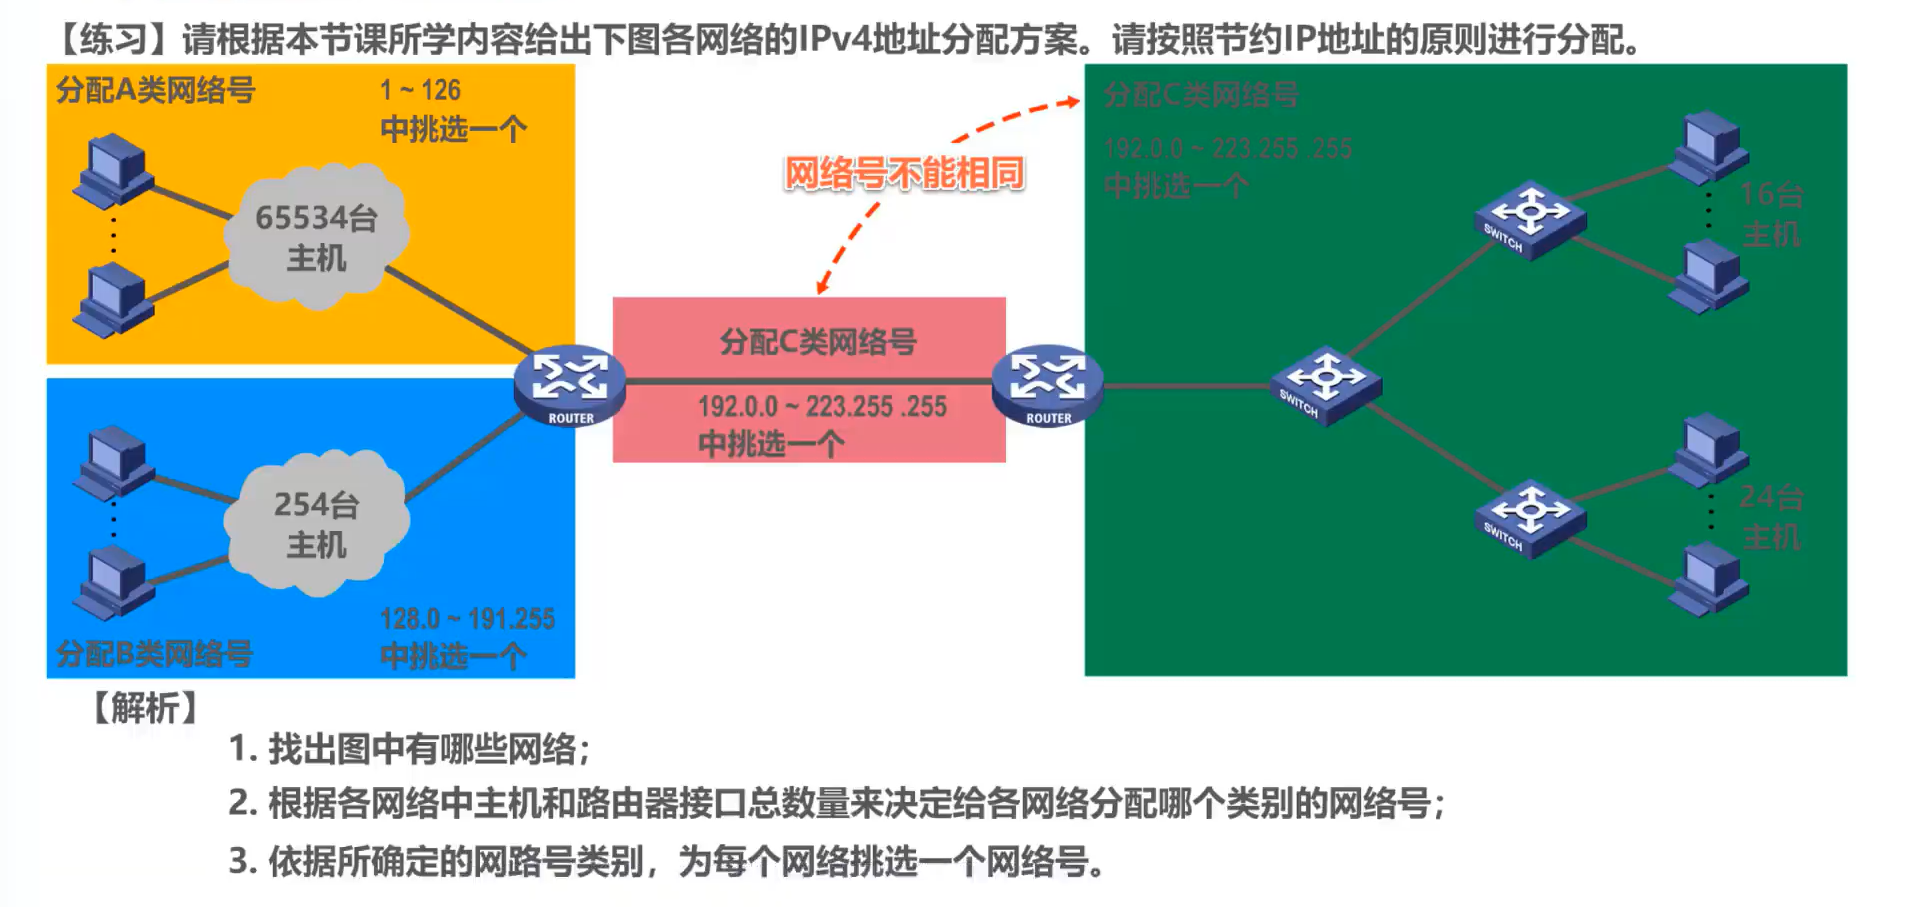 【练习】请根据本节课所学内容给出下图各网络的IPv4地址分配方案。请按照节约IP地址的原则进行分配。
分配A类网络号
1 ~ 126
中挑选一个
65534台
主机
254台
主机
128.0 ~ 191.255
中挑选一个
分配B类网络号
ROUTER
网络号不能相同
分配C类网络号
192.0.0 ~ 223.255 .255
中挑选一个
ROUTER
分配C类网络号
192.0.0 ~ 223.255 .255
中挑选一个
SWITCH
SWITCH
SWITCH
16台
主机
24台
主机
【解析】
1. 找出图中有哪些网络；
2. 根据各网络中主机和路由器接口总数量来决定给各网络分配哪个类别的网络号；
3. 依据所确定的网路号类别，为每个网络挑选一个网络号。